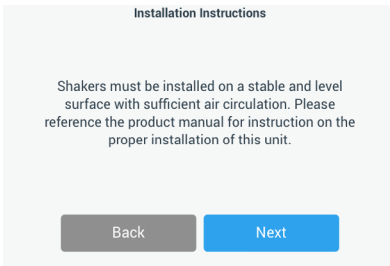 Installation Instructions
Shakers must be installed on a stable and level
surface with sufficient air circulation. Please
reference the product manual for instruction on the
proper installation of this unit.
Back
Next